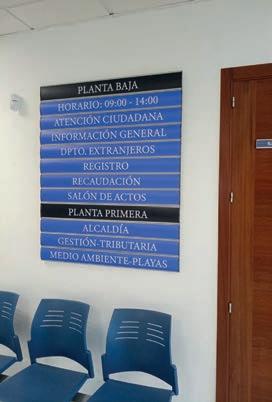 PLANTA BAJA
HORARIO: 09:00 - 14:00
ATENCIÓN CIUDADANA
INFORMACIÓN GENERAL
DPTO. EXTRANJEROS
REGISTRO
RECAUDACIÓN
SALÓN DE ACTOS
PLANTA PRIMERA
ALCALDÍA
GESTIÓN-TRIBUTARIA
MEDIO AMBIENTE-PLAYAS